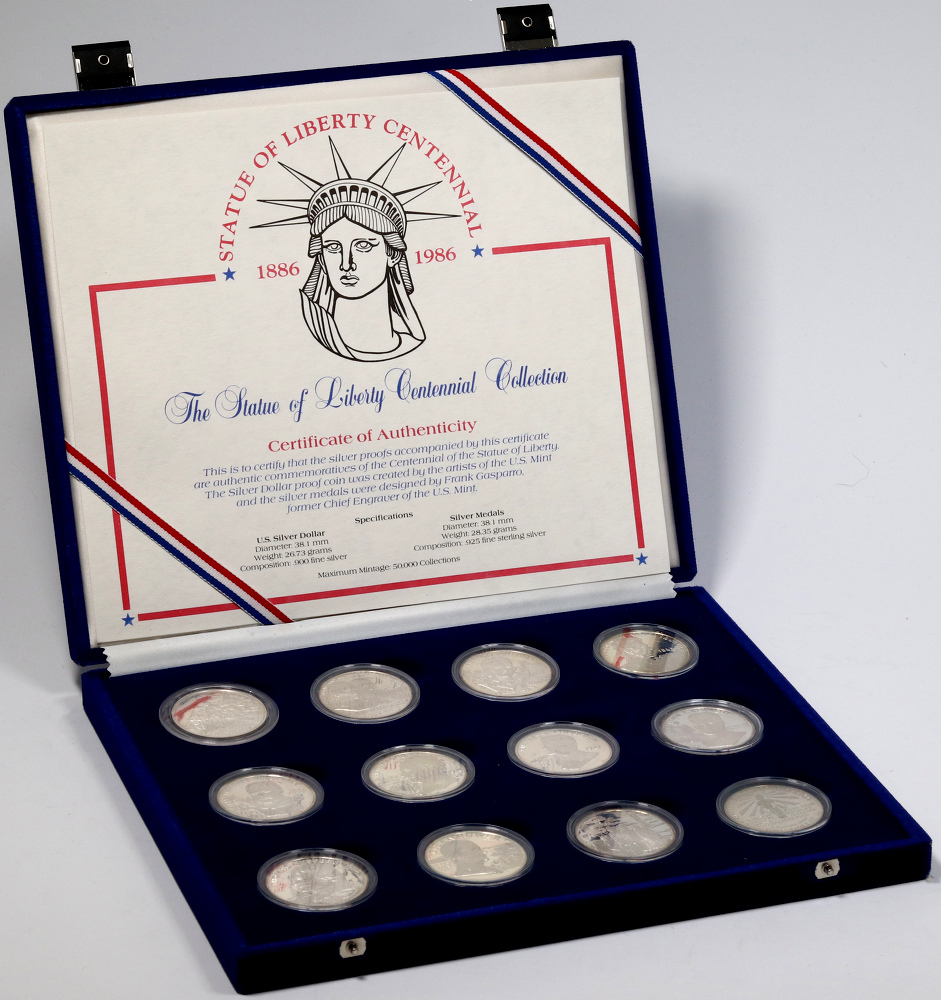 STATUE OF LIBERTY CENTENNIAL
1886 1986
The Statue of Liberty Centennial Collection
Certificate of Authenticity
This is to certify that the silver proofs accompanied by this certificate
are authentic commemoratives of the Centennial of the Statue of Liberty.
The Silver Dollar proof coin was created by the artists of the U.S. Mint
and the silver medals were designed by Frank Gasparro,
former Chief Engraver of the U.S. Mint.
Specifications
U.S. Silver Dollar
Diameter: 38.1 mm
Weight: 26.73 grams
Composition: .900 fine silver
Silver Medals
Diameter: 38.1 mm
Weight: 28.35 grams
Composition: .925 fine sterling silver
Maximum Mintage: 50,000 Collections